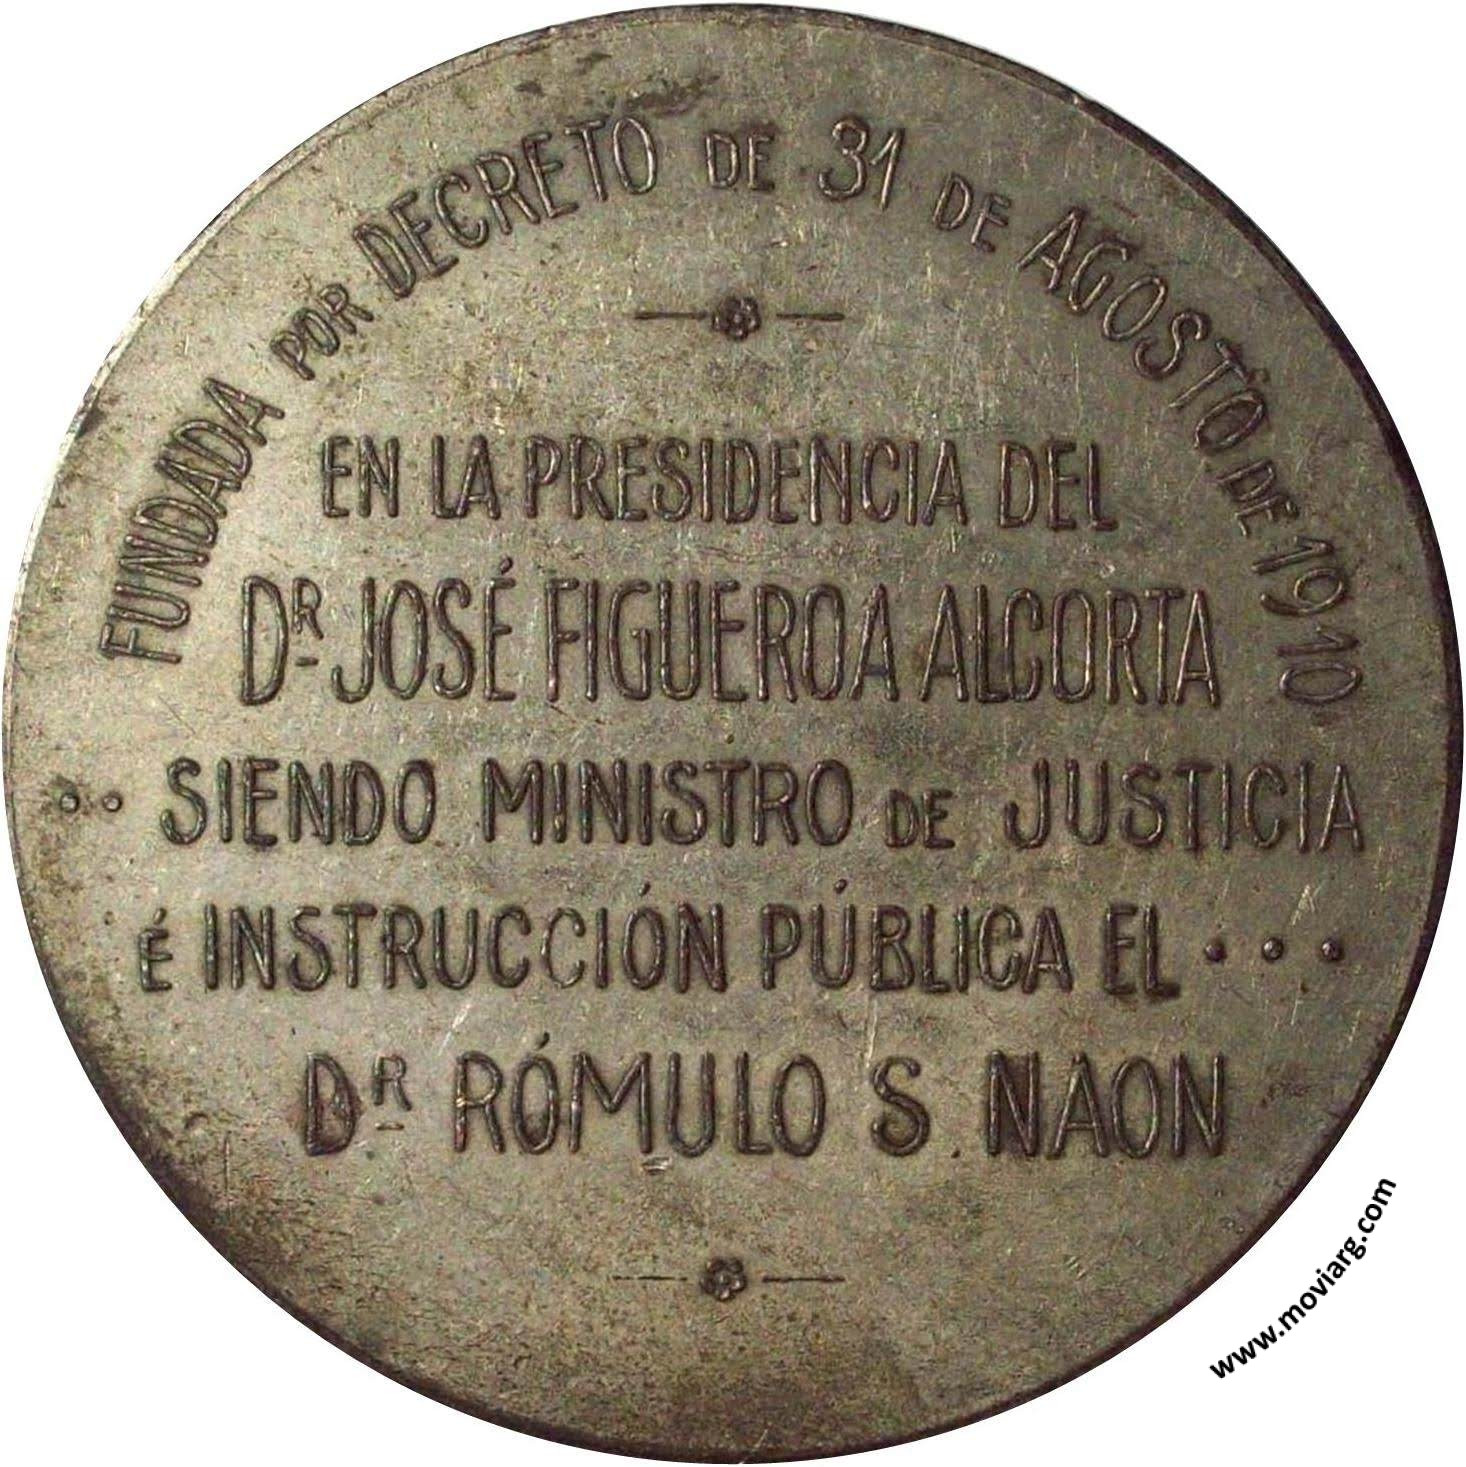 FUNDADA POR DECRETO DE 31 DE AGOSTO DE 1910
EN LA PRESIDENCIA DEL
DR JOSÉ FIGUEROA ALCORTA
·· SIENDO MINISTRO DE JUSTICIA
É INSTRUCCIÓN PÚBLICA EL ···
DR RÓMULO S. NAON
www.moviarg.com